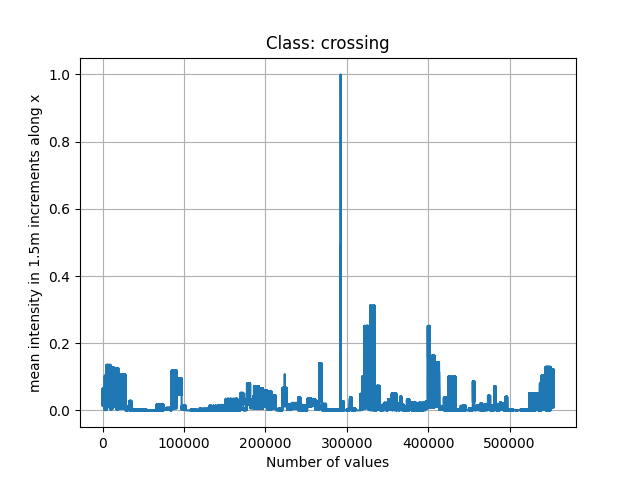 Class: crossing
mean intensity in 1.5m increments along x
1.0
0.8
0.6
0.4
0.2
0.0
0 100000 200000 300000 400000 500000
Number of values